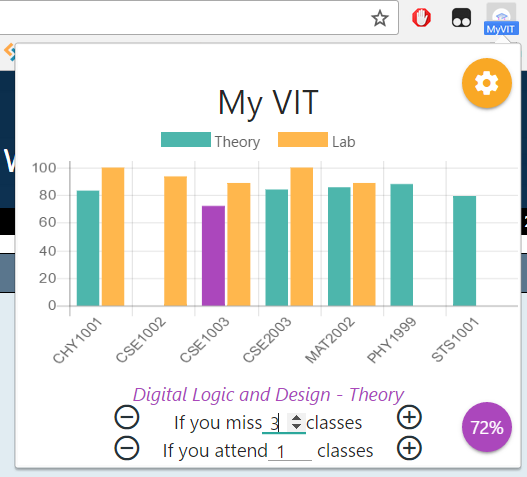 MyVIT
My VIT
Theory Lab
100
80
60
40
20
0
CHY1001 CSE1002 CSE1003 CSE2003 MAT2002 PHY1999 STS1001
Digital Logic and Design - Theory
If you miss 3 classes
If you attend 1 classes
72%